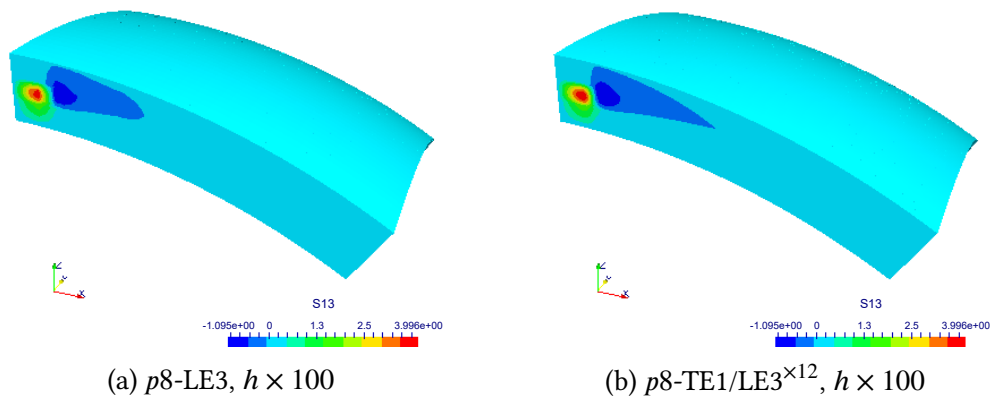 Z
Y
X
S13
-1.095e+00 0 1.3 2.5 3.996e+00
(a) p8-LE3, h × 100
Z
Y
X
S13
-1.095e+00 0 1.3 2.5 3.996e+00
(b) p8-TE1/LE3×12, h × 100